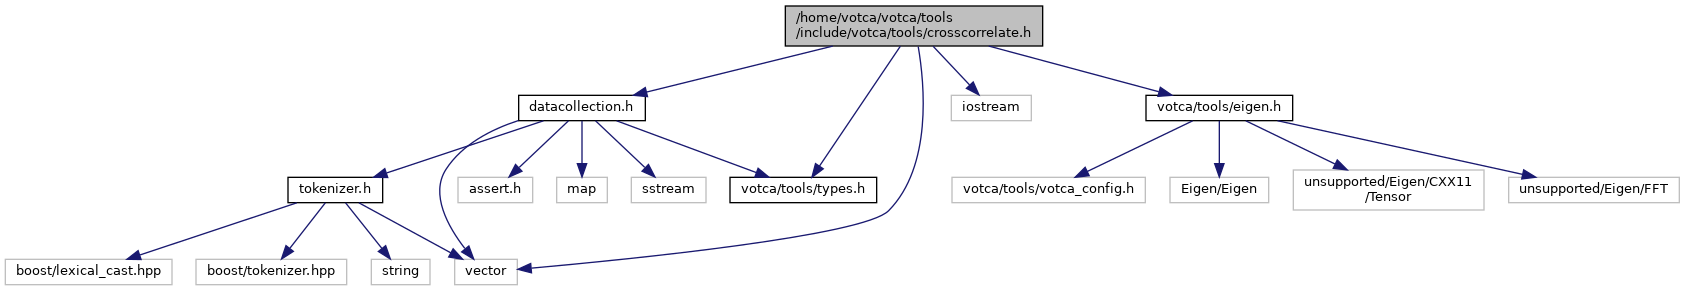 /home/votca/votca/tools
/include/votca/tools/crosscorrelate.h
datacollection.h
iostream
votca/tools/eigen.h
tokenizer.h
assert.h
map
sstream
votca/tools/types.h
votca/tools/votca_config.h
Eigen/Eigen
unsupported/Eigen/CXX11
/Tensor
unsupported/Eigen/FFT
boost/lexical_cast.hpp
boost/tokenizer.hpp
string
vector